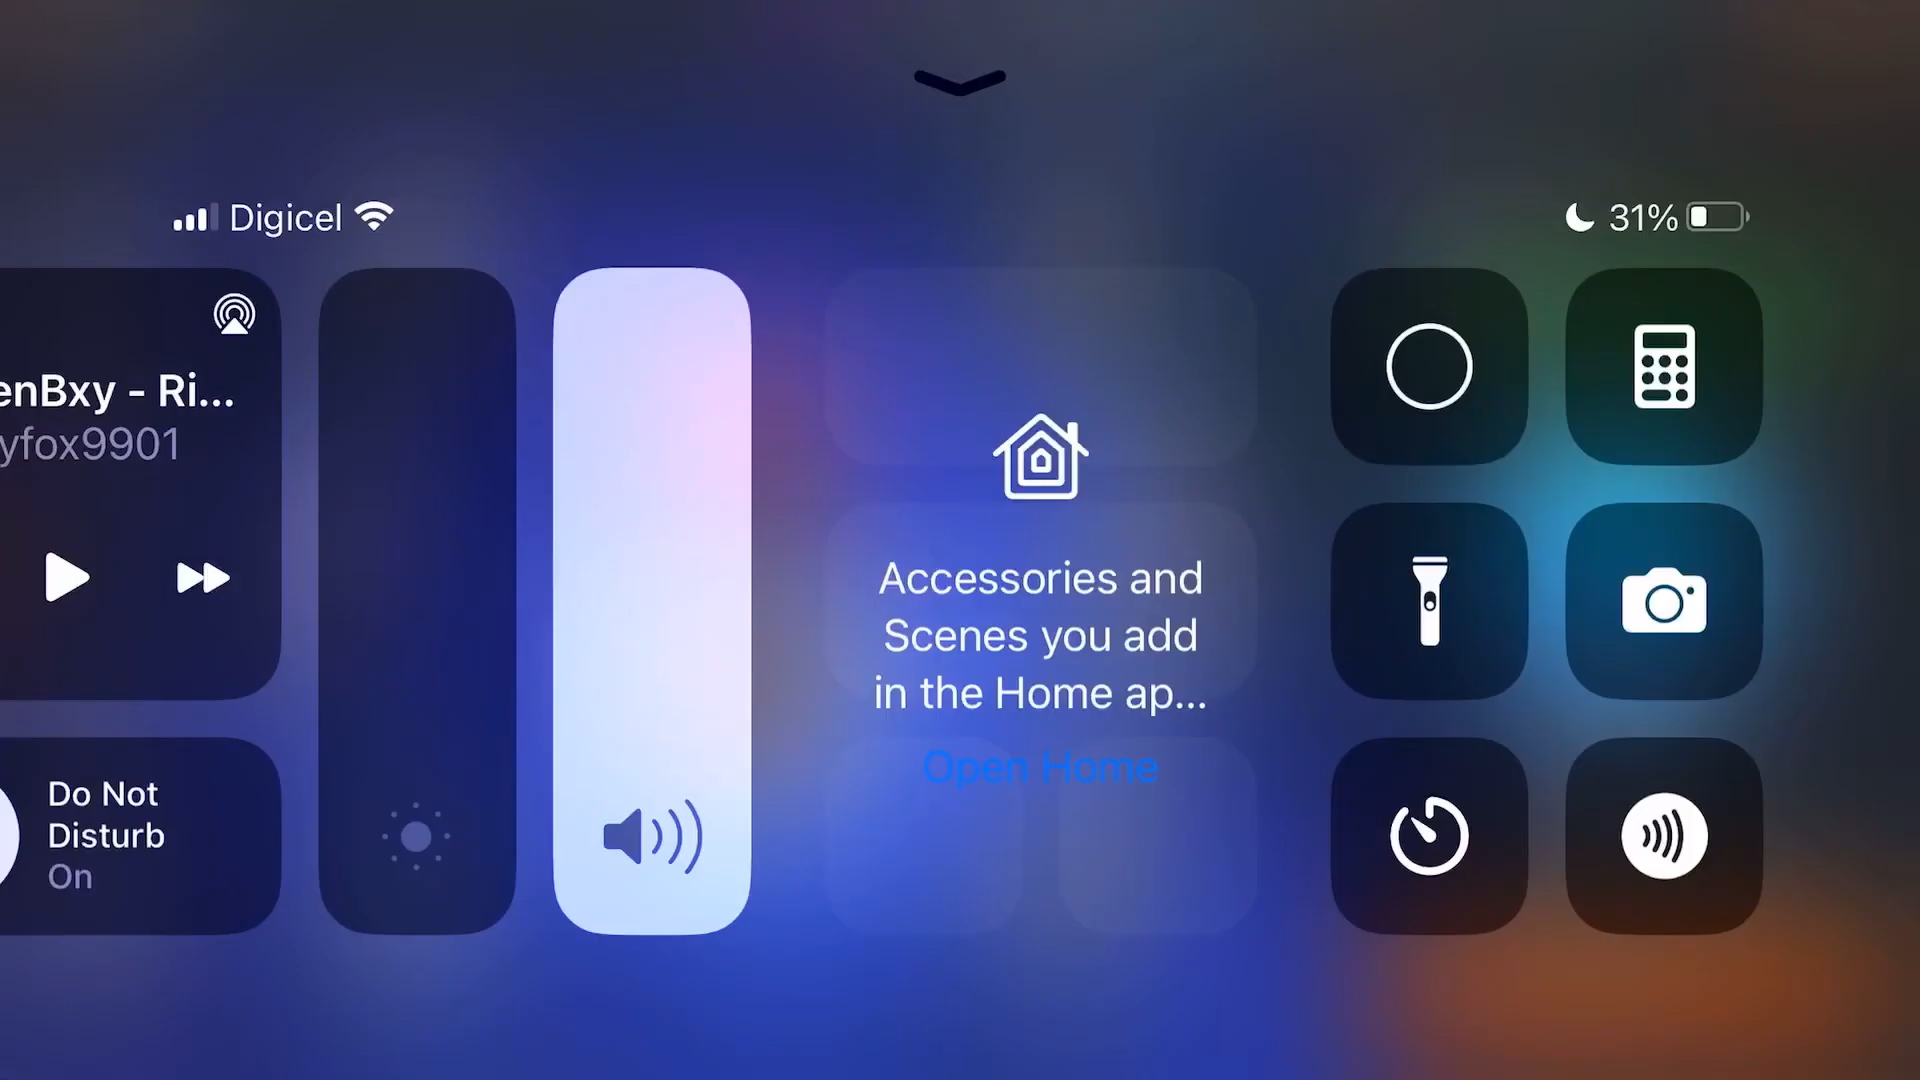 Digicel
31%
enBxy - Ri...
yfox9901
Accessories and
Scenes you add
in the Home ap...
Open Home
Do Not
Disturb
On